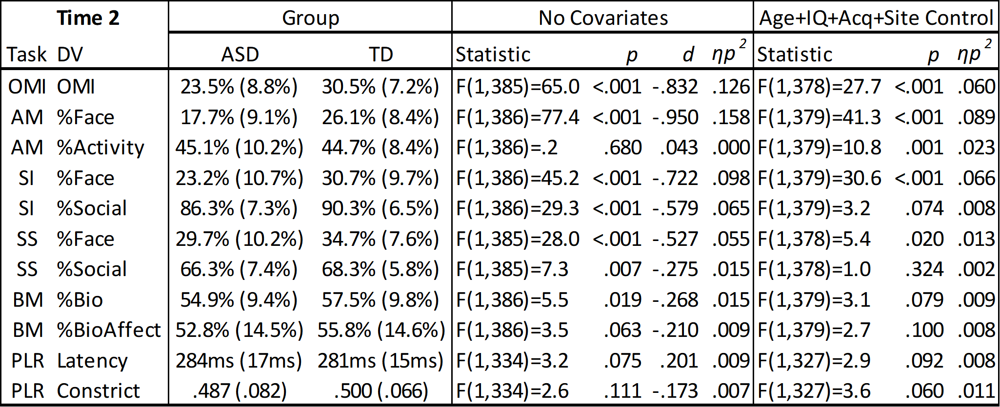 Time 2 Group No Covariates Age+IQ+Acq+Site Control
Task DV ASD TD Statistic p d ηp² Statistic p ηp²
OMI OMI 23.5% (8.8%) 30.5% (7.2%) F(1,385)=65.0 <.001 -.832 .126 F(1,378)=27.7 <.001 .060
AM %Face 17.7% (9.1%) 26.1% (8.4%) F(1,386)=77.4 <.001 -.950 .158 F(1,379)=41.3 <.001 .089
AM %Activity 45.1% (10.2%) 44.7% (8.4%) F(1,386)=.2 .680 .043 .000 F(1,379)=10.8 .001 .023
SI %Face 23.2% (10.7%) 30.7% (9.7%) F(1,386)=45.2 <.001 -.722 .098 F(1,379)=30.6 <.001 .066
SI %Social 86.3% (7.3%) 90.3% (6.5%) F(1,386)=29.3 <.001 -.579 .065 F(1,379)=3.2 .074 .008
SS %Face 29.7% (10.2%) 34.7% (7.6%) F(1,385)=28.0 <.001 -.527 .055 F(1,378)=5.4 .020 .013
SS %Social 66.3% (7.4%) 68.3% (5.8%) F(1,385)=7.3 .007 -.275 .015 F(1,378)=1.0 .324 .002
BM %Bio 54.9% (9.4%) 57.5% (9.8%) F(1,386)=5.5 .019 -.268 .015 F(1,379)=3.1 .079 .009
BM %BioAffect 52.8% (14.5%) 55.8% (14.6%) F(1,386)=3.5 .063 -.210 .009 F(1,379)=2.7 .100 .008
PLR Latency 284ms (17ms) 281ms (15ms) F(1,334)=3.2 .075 .201 .009 F(1,327)=2.9 .092 .008
PLR Constrict .487 (.082) .500 (.066) F(1,334)=2.6 .111 -.173 .007 F(1,327)=3.6 .060 .011